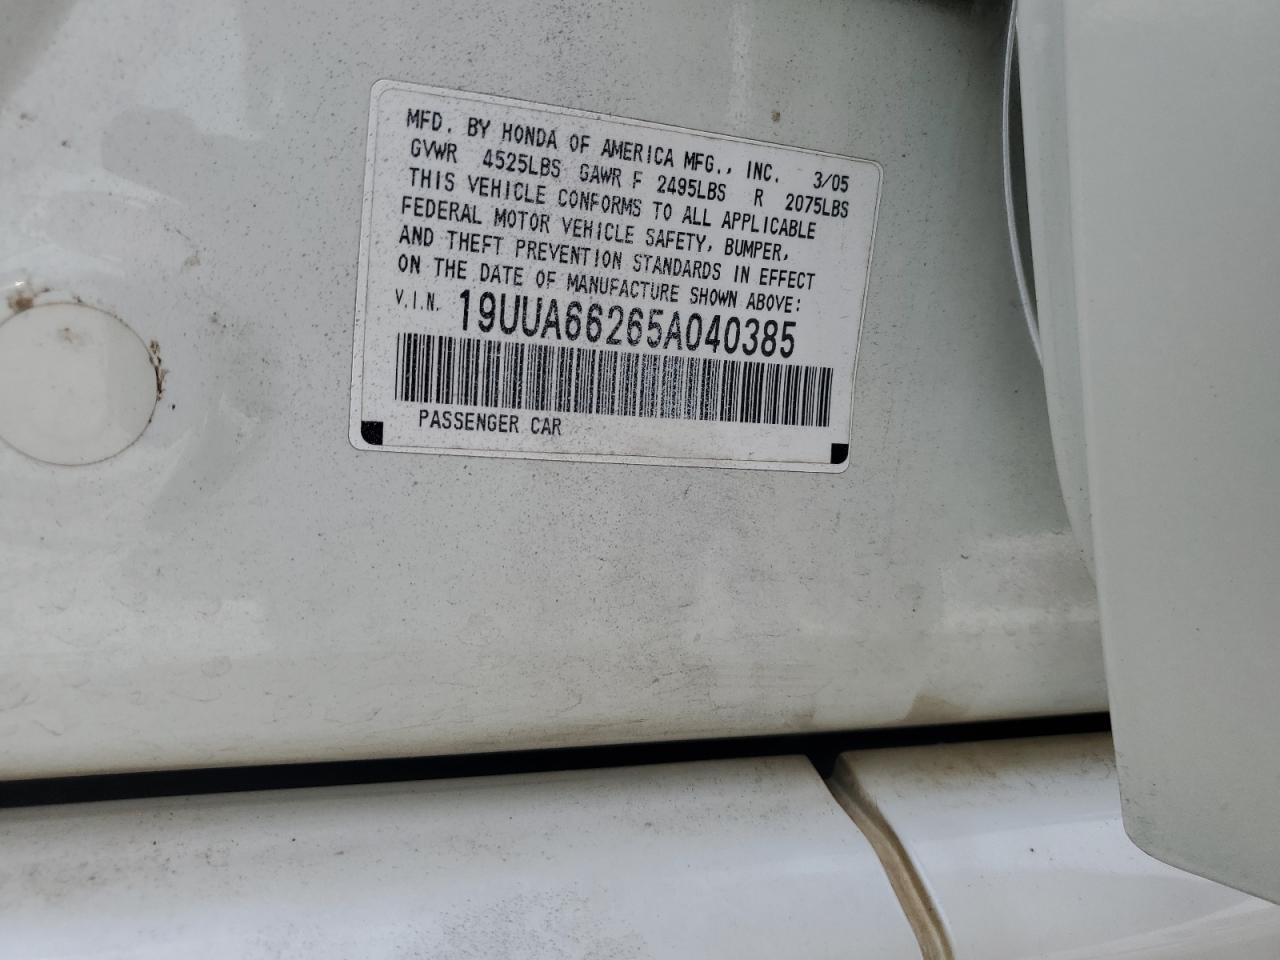 MFD. BY HONDA OF AMERICA MFG., INC. 3/05
GVWR 4525LBS GAWR F 2495LBS R 2075LBS
THIS VEHICLE CONFORMS TO ALL APPLICABLE
FEDERAL MOTOR VEHICLE SAFETY, BUMPER,
AND THEFT PREVENTION STANDARDS IN EFFECT
ON THE DATE OF MANUFACTURE SHOWN ABOVE:
V.I.N. 19UUA66265A040385
PASSENGER CAR